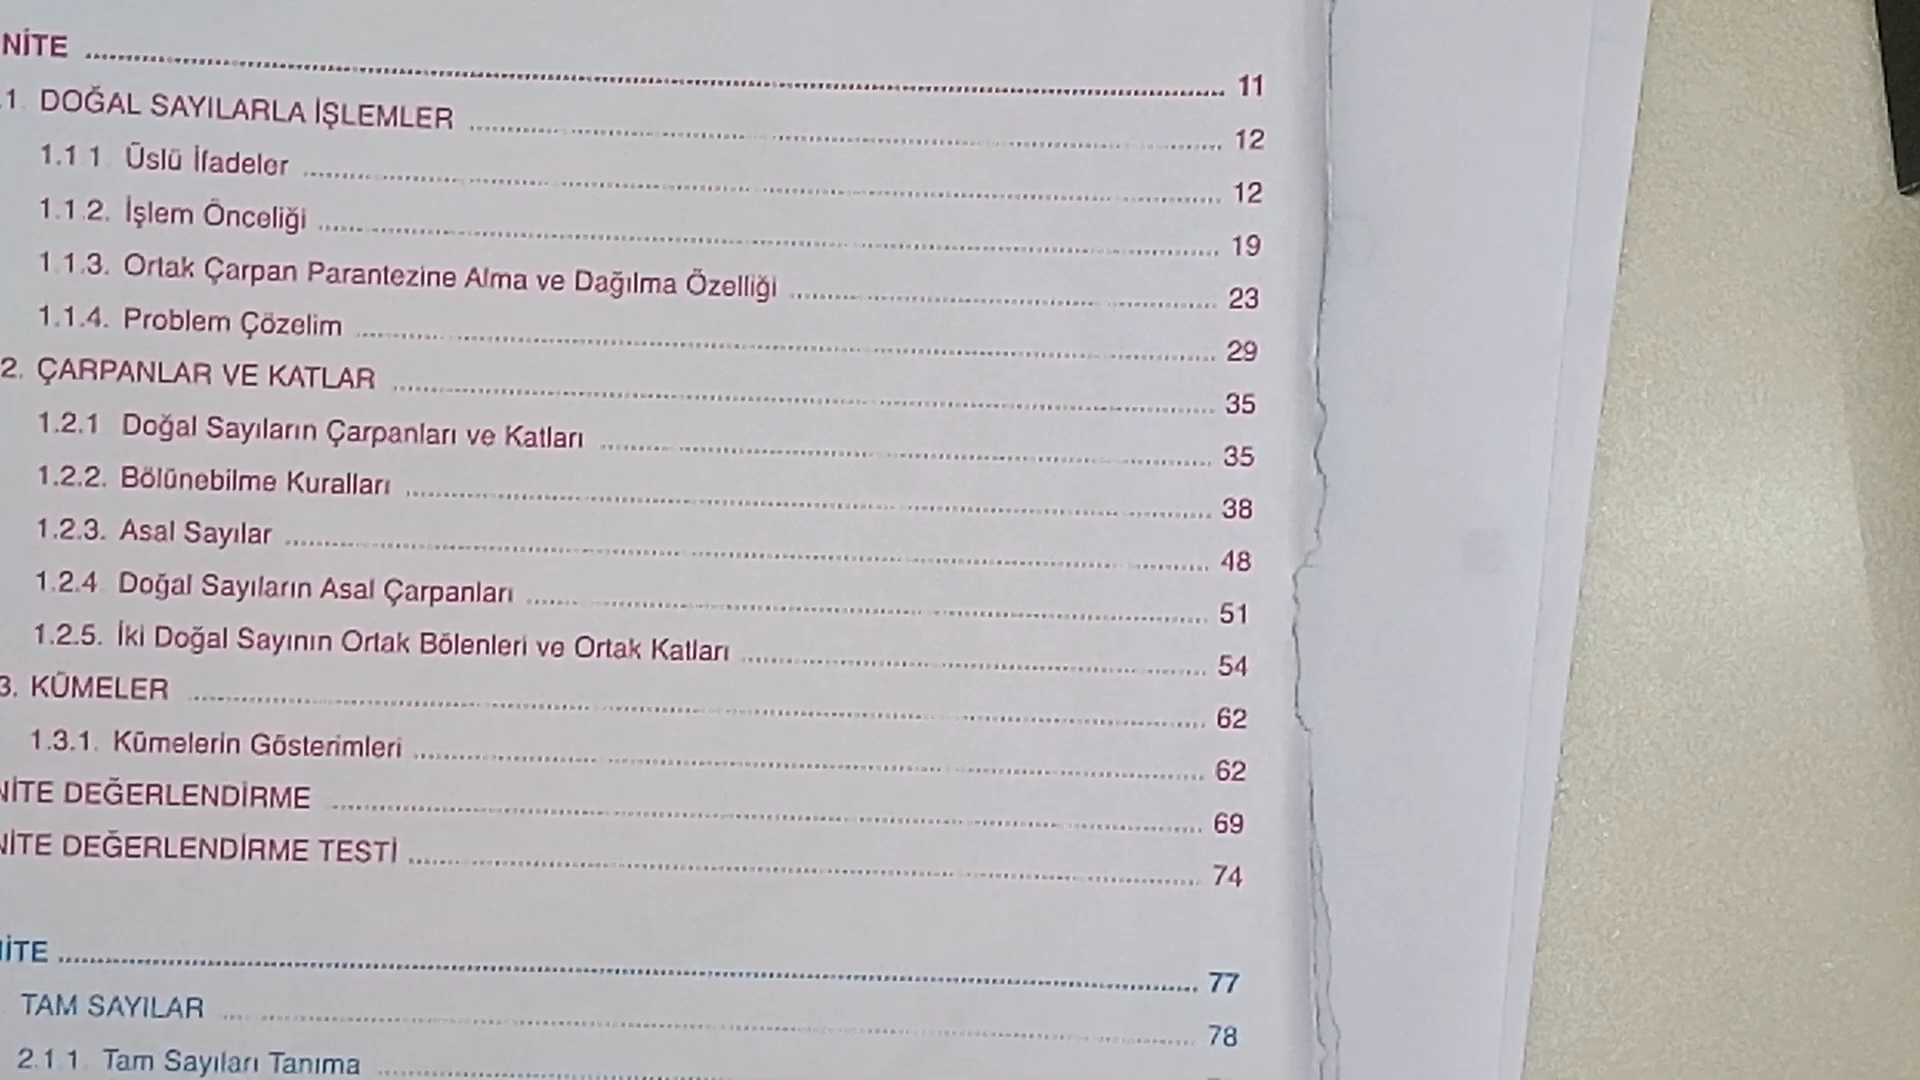 NİTE 11
1. DOĞAL SAYILARLA İŞLEMLER 12
1.1.1. Üslü İfadeler 12
1.1.2. İşlem Önceliği 19
1.1.3. Ortak Çarpan Parantezine Alma ve Dağılma Özelliği 23
1.1.4. Problem Çözelim 29
2. ÇARPANLAR VE KATLAR 35
1.2.1 Doğal Sayıların Çarpanları ve Katları 35
1.2.2. Bölünebilme Kuralları 38
1.2.3. Asal Sayılar 48
1.2.4 Doğal Sayıların Asal Çarpanları 51
1.2.5. İki Doğal Sayının Ortak Bölenleri ve Ortak Katları 54
3. KÜMELER 62
1.3.1. Kümelerin Gösterimleri 62
NİTE DEĞERLENDİRME 69
NİTE DEĞERLENDİRME TESTİ 74
NİTE 77
TAM SAYILAR 78
2.1.1. Tam Sayıları Tanıma